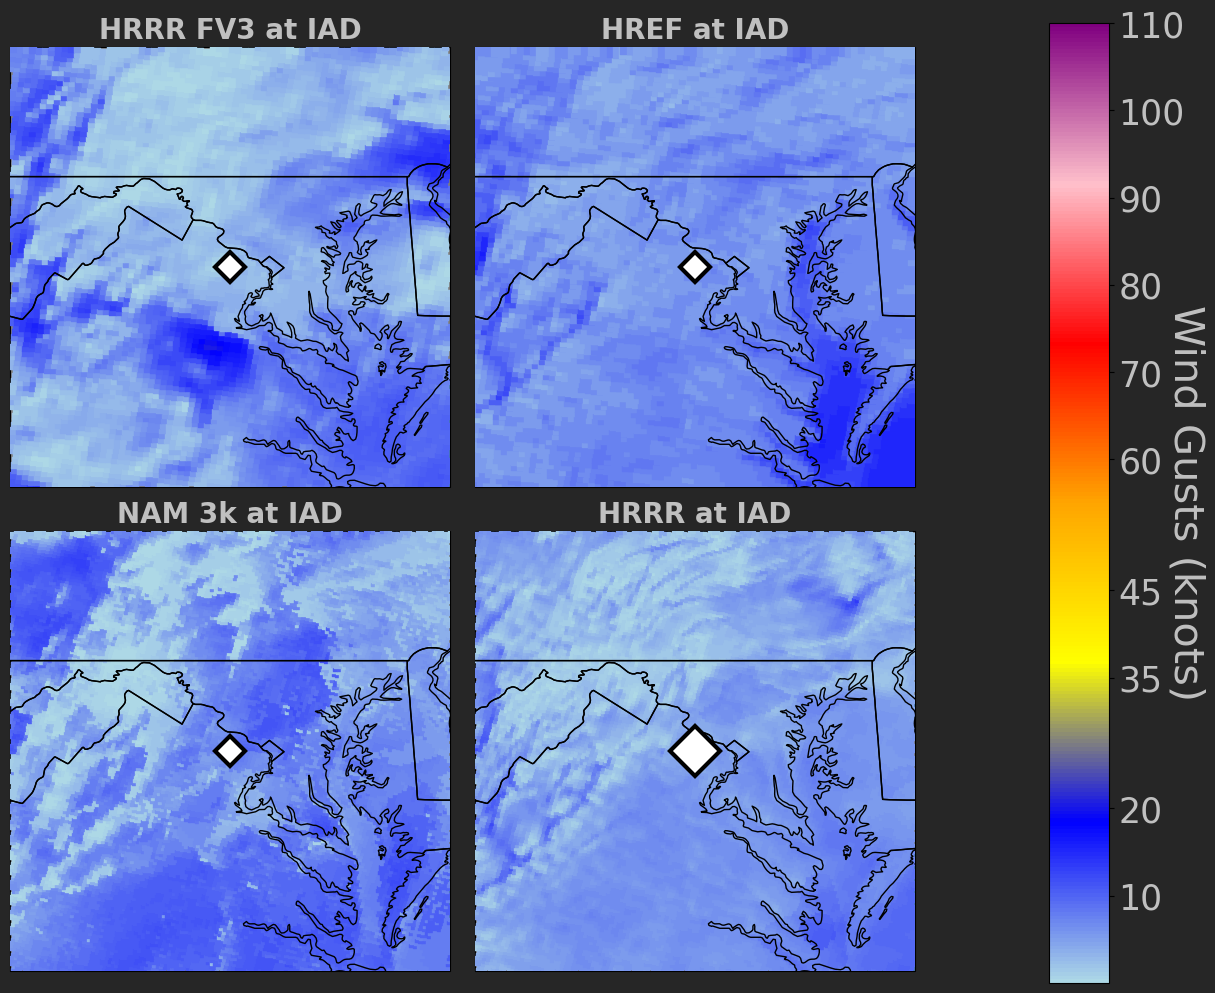 HRRR FV3 at IAD
HREF at IAD
NAM 3k at IAD
HRRR at IAD
110
100
90
80
70
60
45
35
20
10
Wind Gusts (knots)